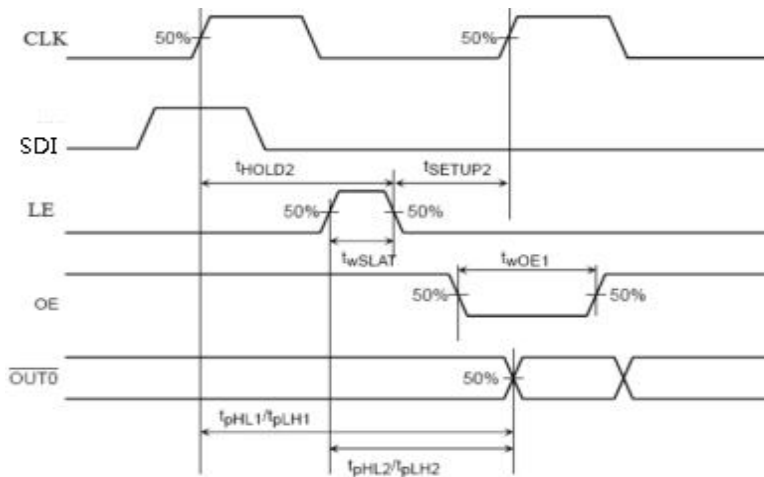 CLK 50% 50%
SDI
tHOLD2 tSETUP2
LE 50% 50%
twSLAT
twOE1
OE 50% 50%
OUT0 50%
tpHL1/tpLH1
tpHL2/tpLH2